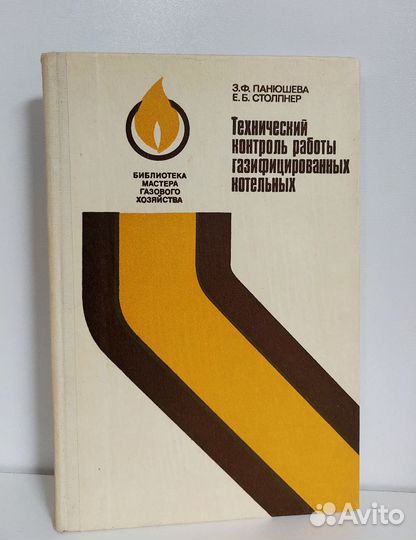 З.Ф. ПАНЮШЕВА
Е.Б. СТОЛПНЕР
Технический
контроль работы
газифицированных
котельных
БИБЛИОТЕКА
МАСТЕРА
ГАЗОВОГО
ХОЗЯЙСТВА
Avito